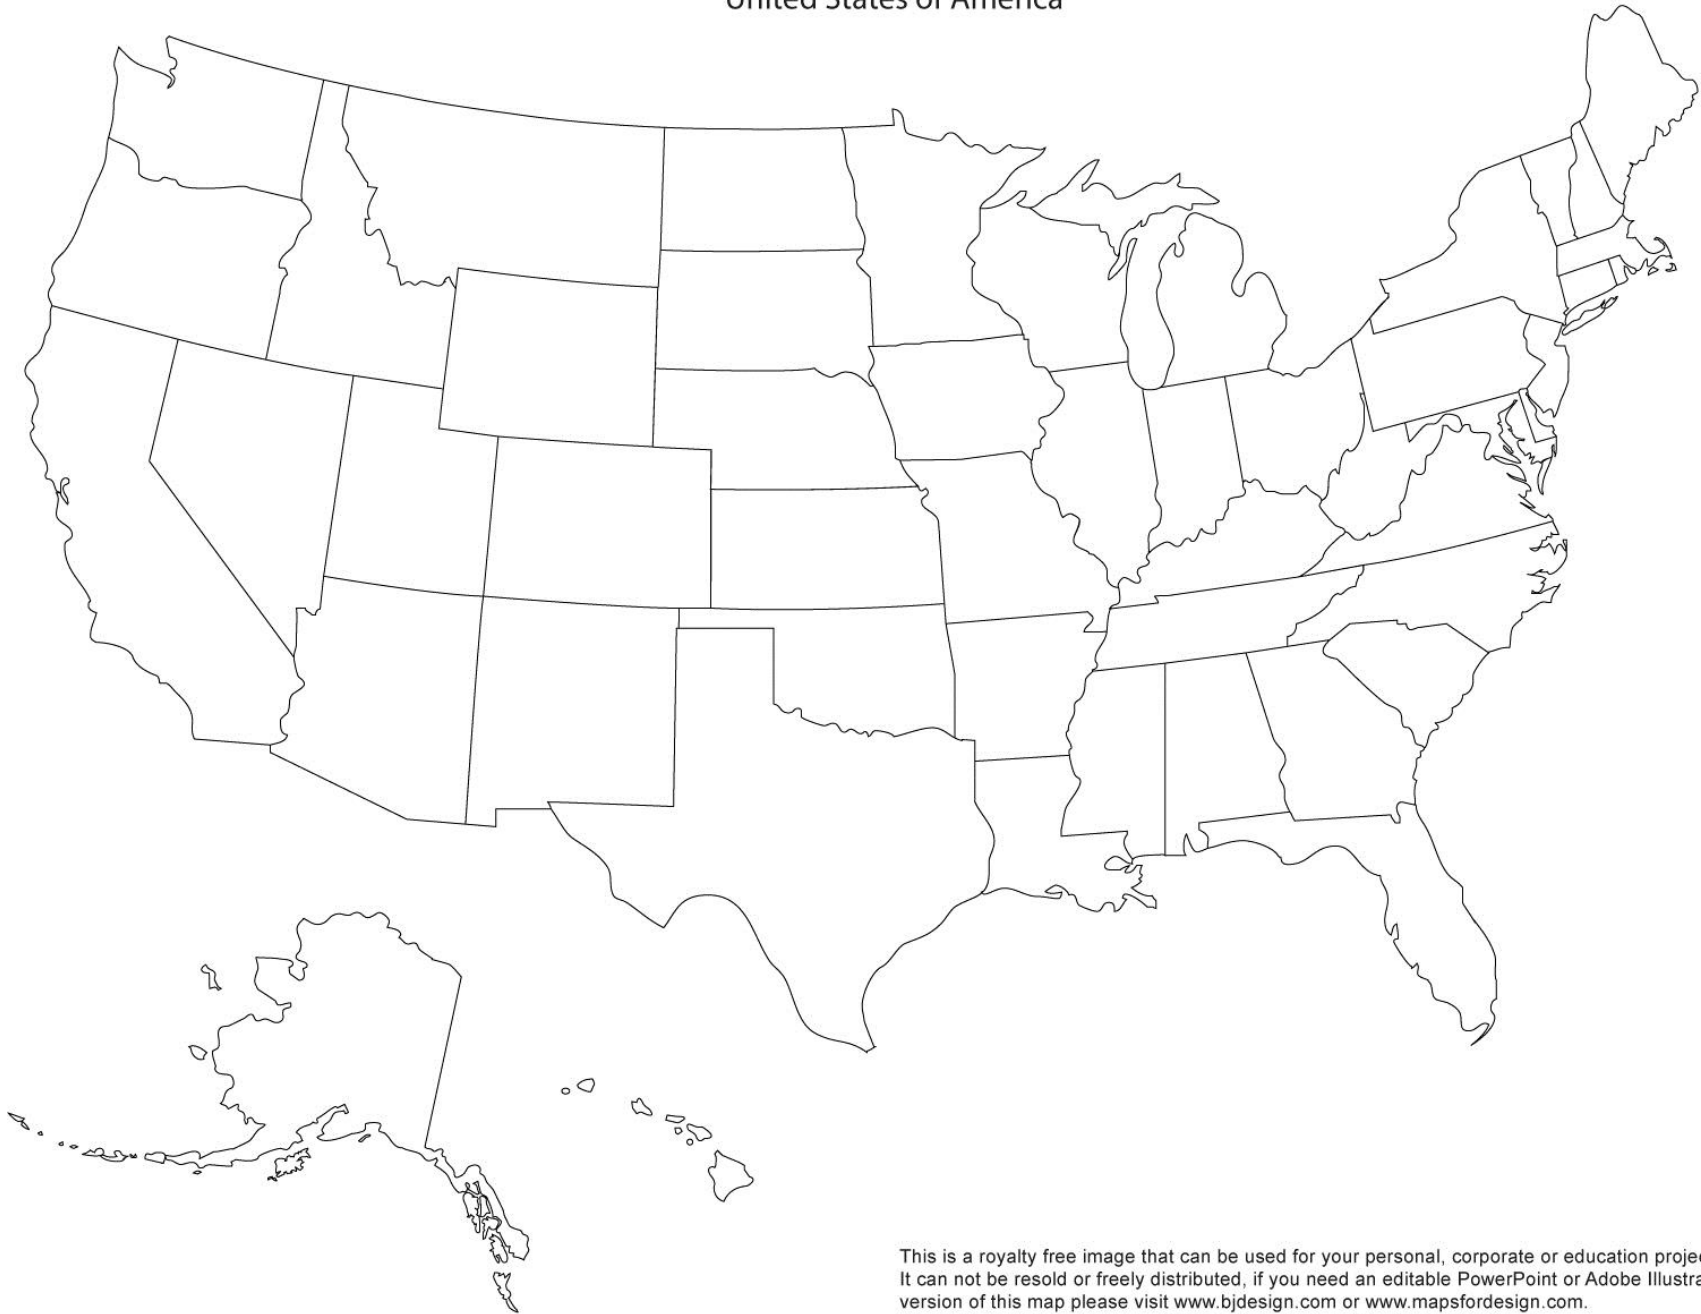 United States of America
This is a royalty free image that can be used for your personal, corporate or education projec
It can not be resold or freely distributed, if you need an editable PowerPoint or Adobe Illustra
version of this map please visit www.bjdesign.com or www.mapsfordesign.com.